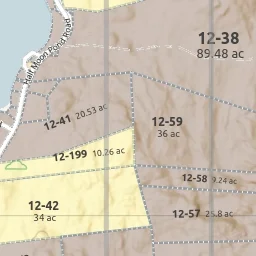 Half Moon Pond Road
12-38
89.48 ac
12-41 20.53 ac
12-59
36 ac
12-199 10.26 ac
12-58 9.24 ac
12-42
34 ac
12-57 25.8 ac